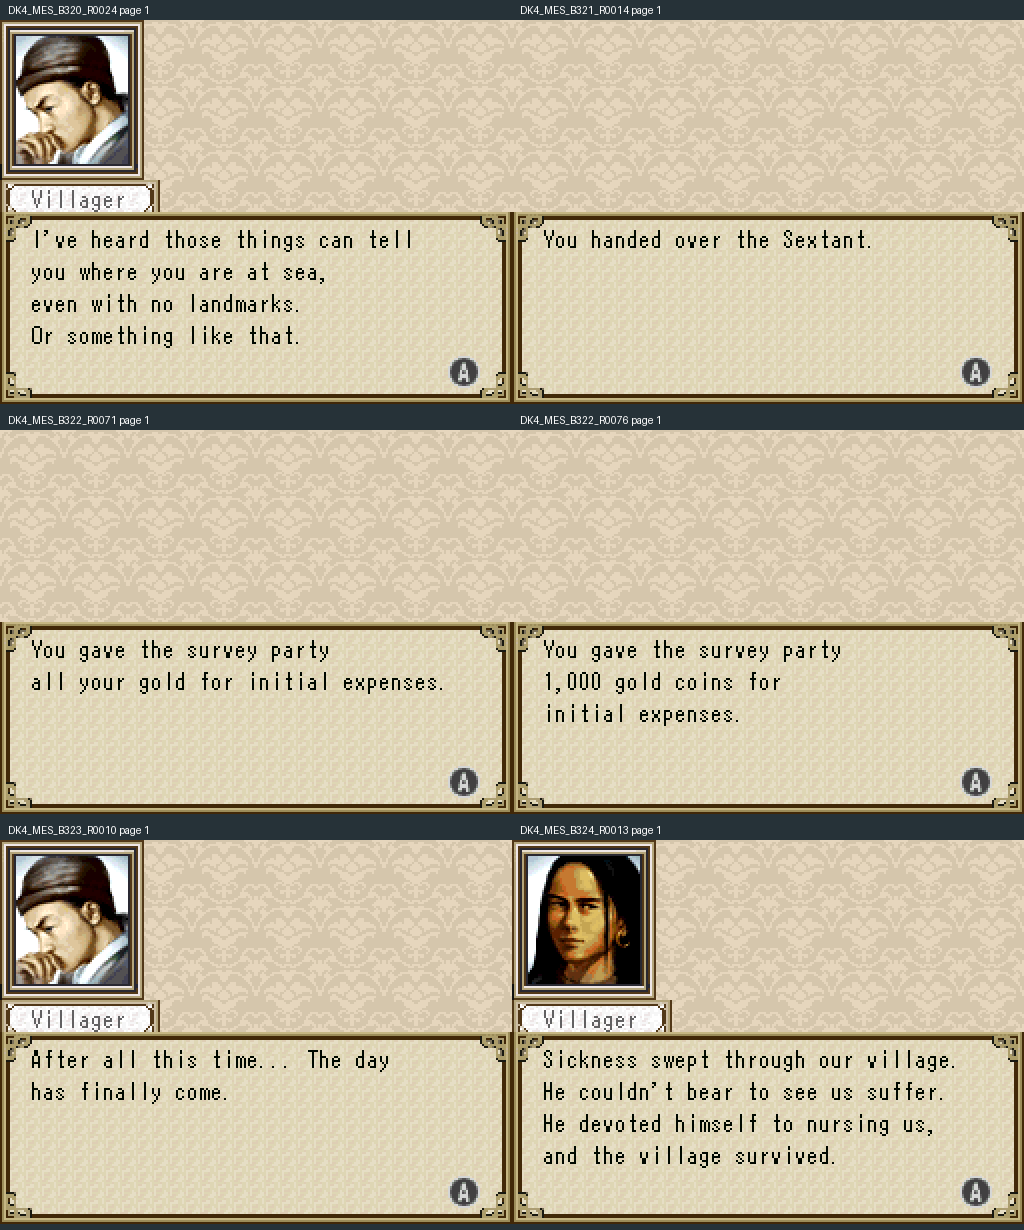 DK4_MES_B320_R0024 page 1
Villager
I've heard those things can tell
you where you are at sea,
even with no landmarks.
Or something like that.
A
DK4_MES_B321_R0014 page 1
You handed over the Sextant.
A
DK4_MES_B322_R0071 page 1
You gave the survey party
all your gold for initial expenses.
A
DK4_MES_B322_R0076 page 1
You gave the survey party
1,000 gold coins for
initial expenses.
A
DK4_MES_B323_R0010 page 1
Villager
After all this time... The day
has finally come.
A
DK4_MES_B324_R0013 page 1
Villager
Sickness swept through our village.
He couldn't bear to see us suffer.
He devoted himself to nursing us,
and the village survived.
A